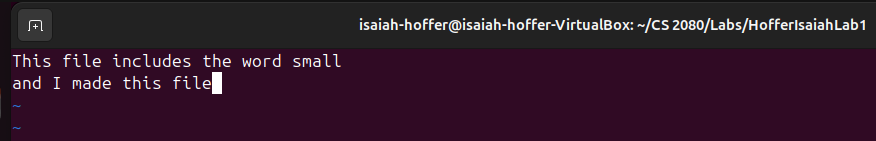 isaiah-hoffer@isaiah-hoffer-VirtualBox: ~/CS 2080/Labs/HofferIsaiahLab1
This file includes the word small
and I made this file
~
~